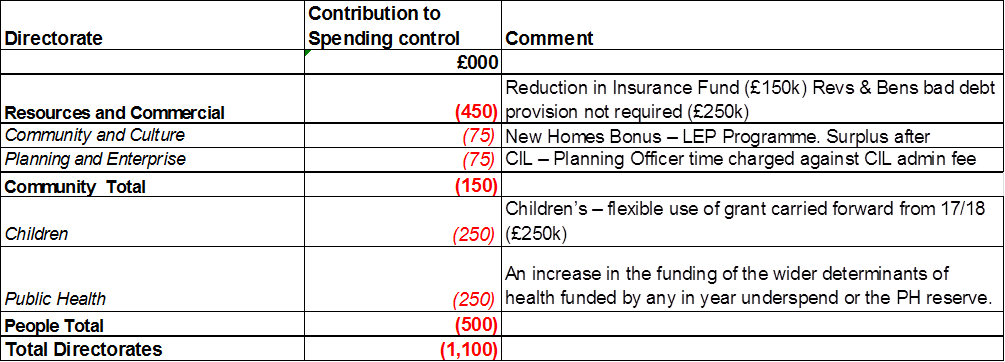 Directorate Contribution to Spending control Comment
£000
Resources and Commercial (450) Reduction in Insurance Fund (£150k) Revs & Bens bad debt provision not required (£250k)
Community and Culture (75) New Homes Bonus – LEP Programme. Surplus after
Planning and Enterprise (75) CIL – Planning Officer time charged against CIL admin fee
Community Total (150)
Children (250) Children's – flexible use of grant carried forward from 17/18 (£250k)
Public Health (250) An increase in the funding of the wider determinants of health funded by any in year underspend or the PH reserve.
People Total (500)
Total Directorates (1,100)